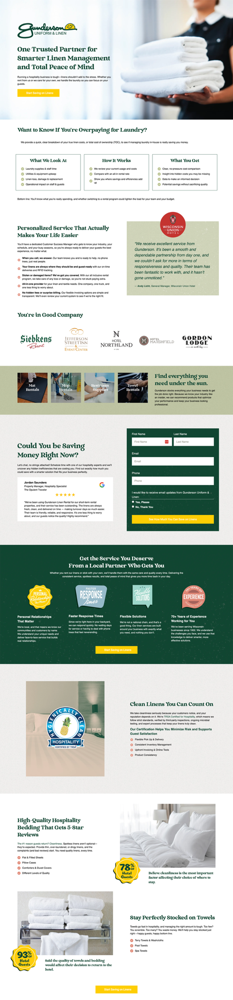 Gunderson
UNIFORM & LINEN
One Trusted Partner for
Smarter Linen Management
and Total Peace of Mind
Running a hospitality business is tough—linens shouldn't add to the stress. Whether you
rent from us or we care for your own, we handle the laundry so you can focus on your
guests.
Start Saving on Linens
Want to Know If You're Overpaying for Laundry?
We provide a quick, clear breakdown of your true linen costs, or total cost of ownership (TOC), to see if managing laundry in-house is really saving you money.
What We Look At
Laundry supplies & staff time
Utilities & equipment upkeep
Linen loss, damage & replacement
Operational impact on staff & guests
How It Works
We review your current usage and costs
Compare with an all-in rental rate
Show you where savings and efficiencies add
up
What You Get
Clear, no-pressure cost comparison
Insight into hidden costs you may be missing
Data to make an informed decision
Potential savings without sacrificing quality
Bottom line: You'll know what you're really spending, and whether switching to a rental program could lighten the load for your team and your budget.
Personalized Service That Actually
Makes Your Life Easier
You'll have a dedicated Customer Success Manager who gets to know your industry, your
schedule, and your busy seasons, so you're always ready to deliver your guests the best
experience, no matter what.
When you call, we answer. Our team knows you and is ready to help, no phone
trees, just real people.
Your linens are always where they should be and guest-ready with our on-time
deliveries and RFID tracking.
Stolen or damaged items? We've got you covered. With our all inclusive rental
program, we take care of any loss or damage, so you're not stuck paying extra.
All-in-one provider for your linen and textile needs. One company, one truck, and
one less thing to worry about.
No hidden fees or surprise billing. Our flexible invoicing options are simple and
transparent. We'll even review your current system to see if we're the right fit.
W
WISCONSIN
UNION
HOTEL
"We receive excellent service from
Gunderson. It's been a smooth and
dependable partnership from day one, and
we couldn't ask for more in terms of
responsiveness and quality. Their team has
been fantastic to work with, and it hasn't
gone unnoticed."
— Andy Licht, General Manager, Wisconsin Union Hotel
You're in Good Company
Siebkens
Resort
JEFFERSON
STREET INN
&
EVENT CENTER
N
HOTEL
NORTHLAND
M
HOTEL
MARSHFIELD
GORDON
LODGE
on north bay
Mat
Rentals
Mop
Rentals
Restroom
Supplies
Towel
Rentals
Find everything you
need under the sun.
Gunderson stocks everything your business needs to get
the job done right. Because we know your industry like
an insider, we can recommend products that optimize
your performance and keep your business looking
professional.
Could You be Saving
Money Right Now?
Let's chat, no strings attached! Schedule time with one of our hospitality experts and we'll
uncover any hidden inefficiencies that are costing you. Find out exactly how much you
could save with a smarter solution that fits your business perfectly.
Jordan Saunders
Property Manager, Hospitality Specialist
The Opulent Traveler
"We've been using Gunderson Linen Rental for our short-term rental
properties, and their service has been outstanding. The linens are always
fresh, clean, and delivered on time — making turnover days so much easier.
Their team is friendly, reliable, and responsive. It's one less thing to worry
about, and our guests notice the quality! Highly recommend."
First Name
Last Name
First Name
Last Name
Email
Email
Phone
Phone
I would like to receive email updates from Gunderson Uniform &
Linen:
Yes, Please
No, Thank You
See How Much You Can Save on Linens
Get the Service You Deserve
From a Local Partner Who Gets You
Whether you rent our linens or stick with your own, we'll handle them with the same care and quality every time. Delivering the
consistent service, spotless results, and total peace of mind that gives you more time back in your day.
PERSONAL
Relationships
That Matter
FASTER
RESPONSE
Times
Flexible
SOLUTIONS
70+ YEARS OF
EXPERIENCE
WORKING FOR YOU
Personal Relationships
That Matter
We're local, and that means we know our
communities and customers by name.
We understand your unique needs and
deliver face-to-face service that builds
real relationships.
Faster Response Times
Since we're right here in your backyard,
we can respond quickly. No waiting days
for service or having to deal with phone
trees that feel neverending.
Flexible Solutions
We're not a national chain, and that's a
good thing. Our linen services are built
around your business with exactly what
you need, and nothing you don't.
70+ Years of Experience
Working for You
We've been serving Wisconsin
businesses since 1952. We understand
the challenges you face, and we use that
knowledge to deliver smarter, more
effective solutions.
Start Saving on Linens
HYGIENICALLY CLEAN
HOSPITALITY
CERTIFIED BY TRSA
Clean Linens You Can Count On
We take cleanliness seriously because your customers notice, and your
reputation depends on it. We're TRSA Certified for Hospitality, which means we
follow strict standards, verified by third-party inspections, ongoing microbial
testing, and expert processes that keep your linens truly clean.
Our Certification Helps You Minimize Risk and Supports
Guest Satisfaction
Flexible Pick Up & Delivery
Consistent Inventory Management
Upfront Invoicing & Online Tools
Product Consistency
High-Quality Hospitality
Bedding That Gets 5-Star
Reviews
The #1 reason guests return? Cleanliness. Spotless linens aren't optional—
they're expected. Provide thin, over-laundered, or dingy linens, and the
complaints (and bad reviews) start. You need quality linens, every time.
Flat & Fitted Sheets
Pillow Cases
Comforters & Duvet Covers
Different Levels of Quality
78% OF
Hotel
Guests
Believe cleanliness is the most important
factor affecting their choice of where to
stay.
93% OF
Hotel
Guests
Said the quality of towels and bedding
would affect their decision to return to the
hotel.
Stay Perfectly Stocked on Towels
Towels go fast in hospitality, and managing the right amount is tough. Too few?
You scramble. Too many? You waste money. We'll help you stay stocked just
right – happy guests, happy bottom line.
Terry Towels & Washcloths
Pool Towels
Spa Towels
Start Saving on Linens